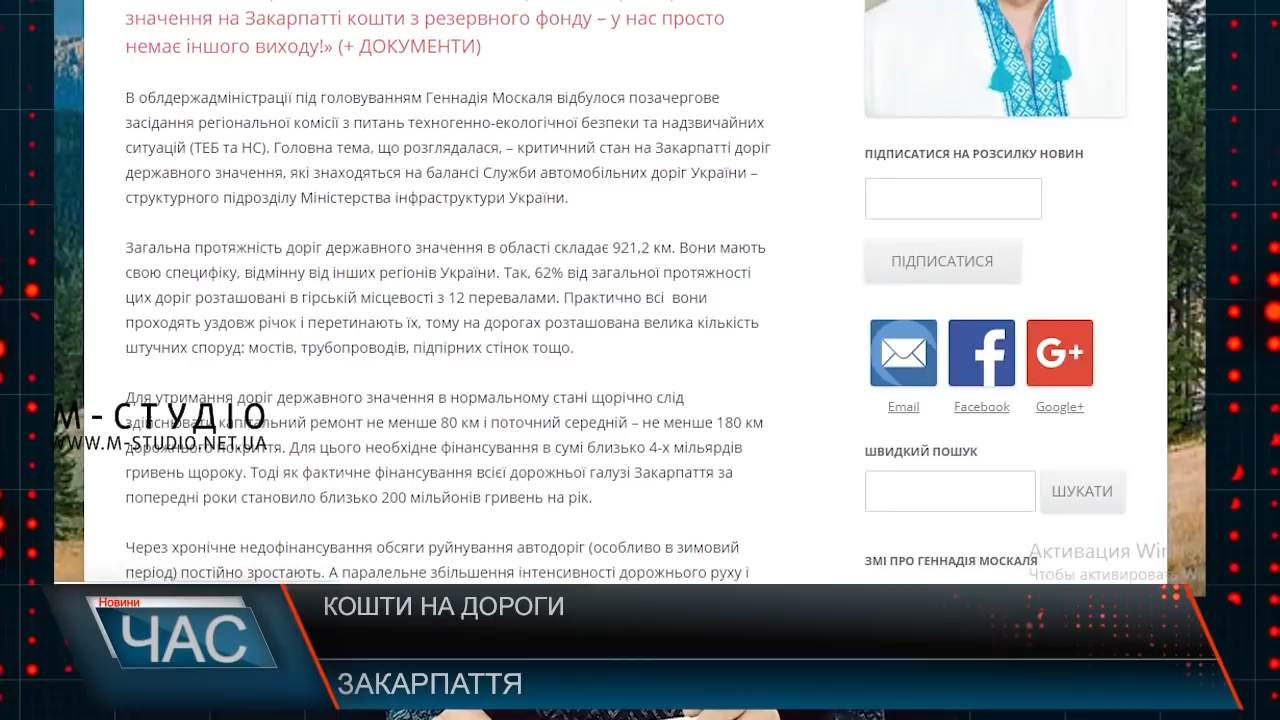 значення на Закарпатті кошти з резервного фонду – у нас просто
немає іншого виходу!» (+ ДОКУМЕНТИ)
В облдержадміністрації під головуванням Геннадія Москаля відбулося позачергове
засідання регіональної комісії з питань техногенно-екологічної безпеки та надзвичайних
ситуацій (ТЕБ та НС). Головна тема, що розглядалася, – критичний стан на Закарпатті доріг
державного значення, які знаходяться на балансі Служби автомобільних доріг України –
структурного підрозділу Міністерства інфраструктури України.
Загальна протяжність доріг державного значення в області складає 921,2 км. Вони мають
свою специфіку, відмінну від інших регіонів України. Так, 62% від загальної протяжності
цих доріг розташовані в гірській місцевості з 12 перевалами. Практично всі вони
проходять уздовж річок і перетинають їх, тому на дорогах розташована велика кількість
штучних споруд: мостів, трубопроводів, підпірних стінок тощо.
Для утримання доріг державного значення в нормальному стані щорічно слід
здійснювати капітальний ремонт не менше 80 км і поточний середній – не менше 180 км
дорожнього покриття. Для цього необхідне фінансування в сумі близько 4-х мільярдів
гривень щороку. Тоді як фактичне фінансування всієї дорожньої галузі Закарпаття за
попередні роки становило близько 200 мільйонів гривень на рік.
Через хронічне недофінансування обсяги руйнування автодоріг (особливо в зимовий
період) постійно зростають. А паралельне збільшення інтенсивності дорожнього руху і
М-СТУДІО
WWW.M-STUDIO.NET.UA
ПІДПИСАТИСЯ НА РОЗСИЛКУ НОВИН
ПІДПИСАТИСЯ
Email Facebook Google+
ШВИДКИЙ ПОШУК
ШУКАТИ
ЗМІ ПРО ГЕННАДІЯ МОСКАЛЯ
Активация Win
Чтобы активировать
Новини
ЧАС
КОШТИ НА ДОРОГИ
ЗАКАРПАТТЯ